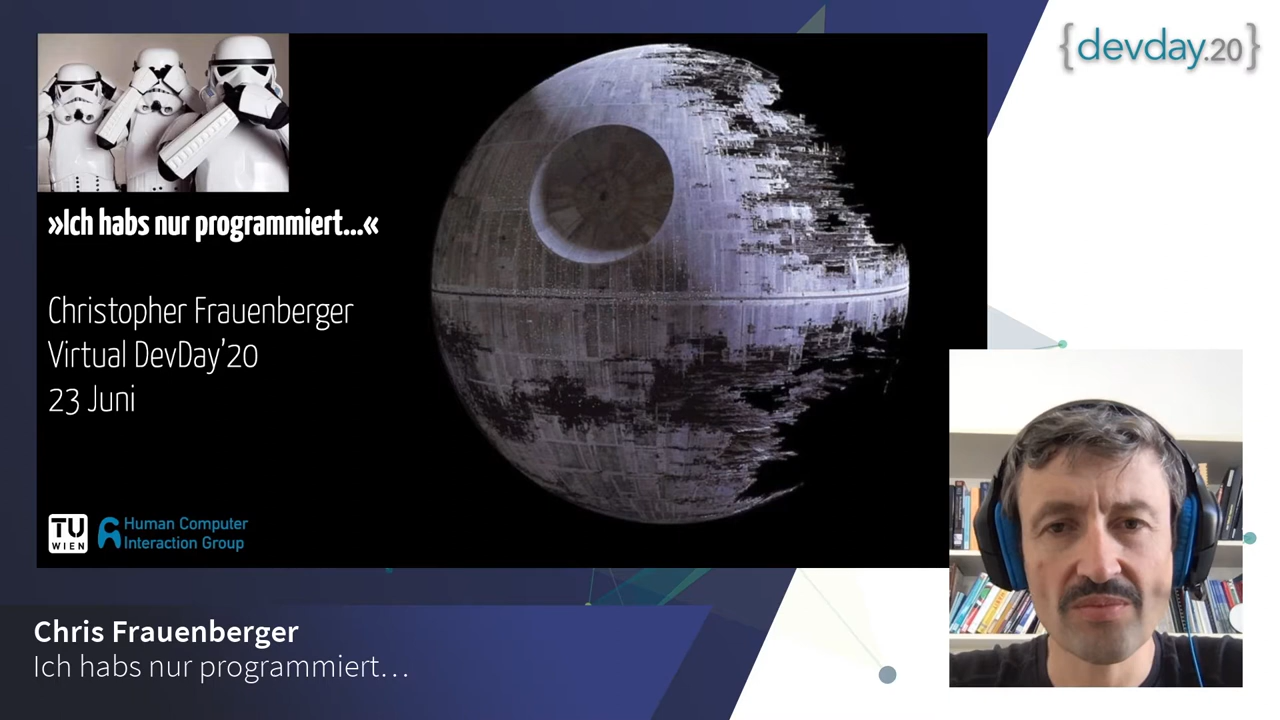 {devday.20}
»Ich habs nur programmiert...«
Christopher Frauenberger
Virtual DevDay'20
23 Juni
TU
WIEN
Human Computer
Interaction Group
Chris Frauenberger
Ich habs nur programmiert...